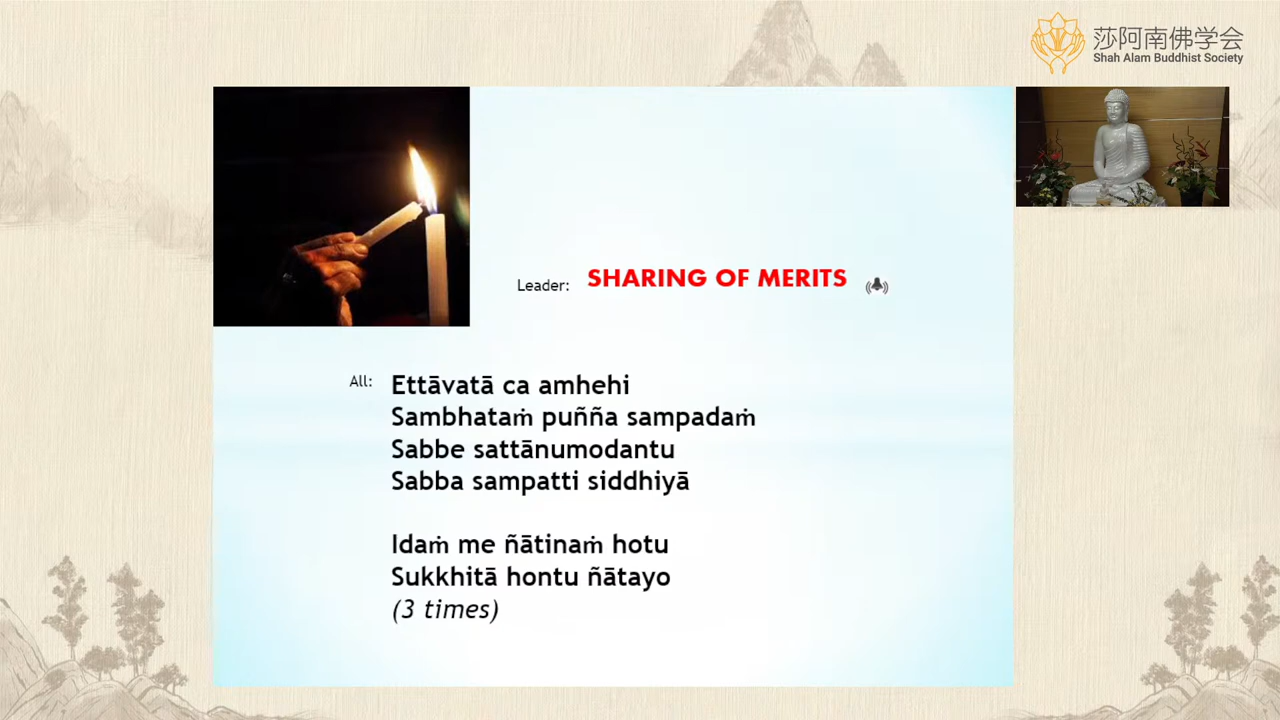 莎阿南佛学会
Shah Alam Buddhist Society
Leader: SHARING OF MERITS
All: Ettāvatā ca amhehi
Sambhataṁ puñña sampadaṁ
Sabbe sattānumodantu
Sabba sampatti siddhiyā
Idaṁ me ñātinaṁ hotu
Sukkhitā hontu ñātayo
(3 times)